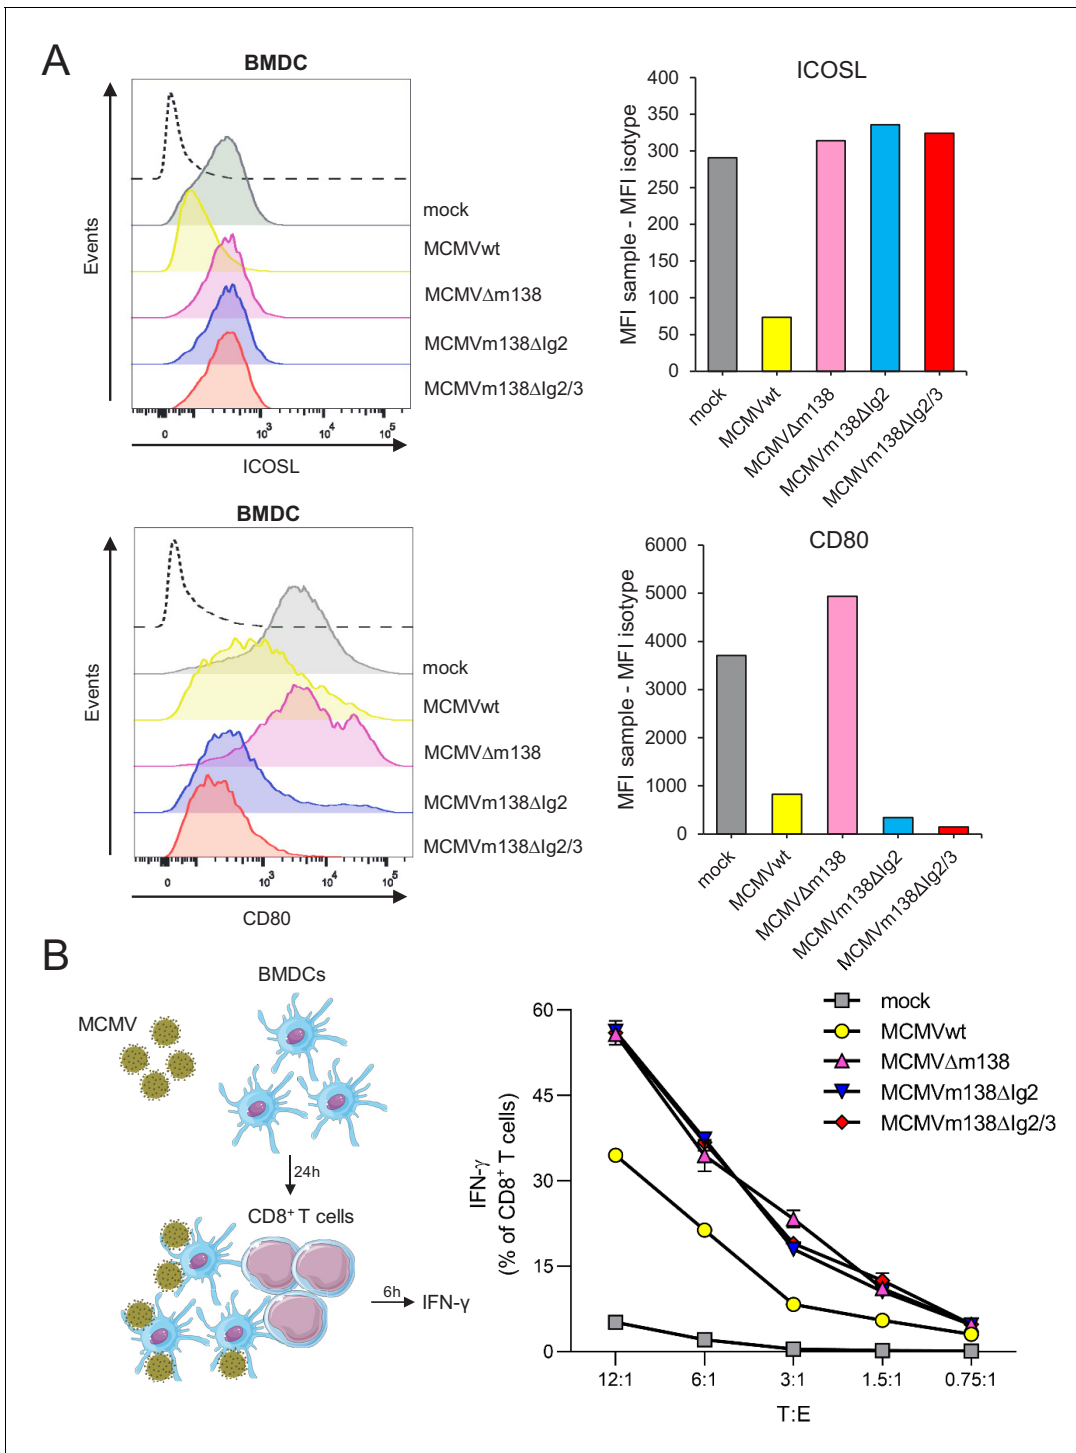 A
BMDC
Events
mock
MCMVwt
MCMVΔm138
MCMVm138ΔIg2
MCMVm138ΔIg2/3
0
10³
10⁴
10⁵
ICOSL
ICOSL
MFI sample - MFI isotype
400
350
300
250
200
150
100
50
0
mock
MCMVwt
MCMVΔm138
MCMVm138ΔIg2
MCMVm138ΔIg2/3
BMDC
Events
mock
MCMVwt
MCMVΔm138
MCMVm138ΔIg2
MCMVm138ΔIg2/3
0
10³
10⁴
10⁵
CD80
CD80
MFI sample - MFI isotype
6000
5000
4000
3000
2000
1000
0
mock
MCMVwt
MCMVΔm138
MCMVm138ΔIg2
MCMVm138ΔIg2/3
B
MCMV
BMDCs
24h
CD8⁺ T cells
6h
IFN-γ
IFN-γ
(% of CD8⁺ T cells)
60
45
30
15
0
12:1
6:1
3:1
1.5:1
0.75:1
T:E
mock
MCMVwt
MCMVΔm138
MCMVm138ΔIg2
MCMVm138ΔIg2/3